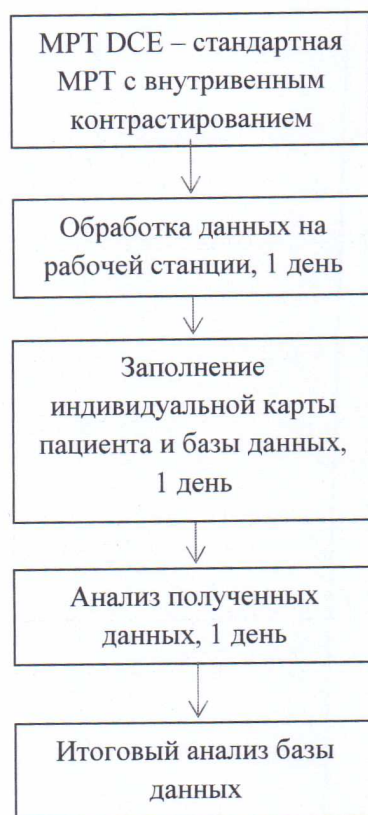 МРТ DCE – стандартная
МРТ с внутривенным
контрастированием
Обработка данных на
рабочей станции, 1 день
Заполнение
индивидуальной карты
пациента и базы данных,
1 день
Анализ полученных
данных, 1 день
Итоговый анализ базы
данных